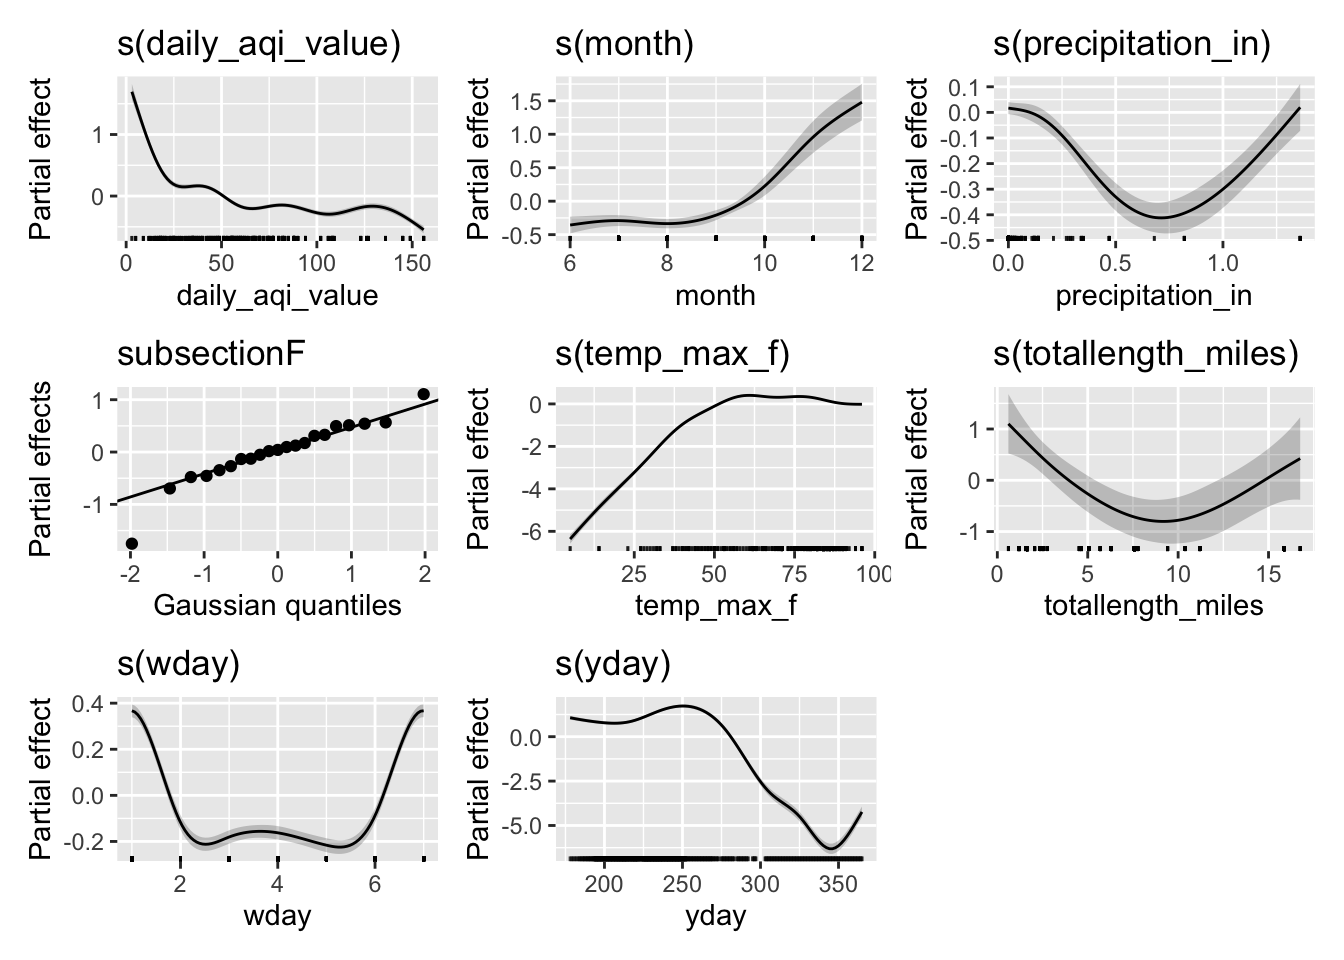 s(daily_aqi_value)
Partial effect
1
0
0 50 100 150
daily_aqi_value
s(month)
Partial effect
1.5
1.0
0.5
0.0
-0.5
6 8 10 12
month
s(precipitation_in)
Partial effect
0.1
0.0
-0.1
-0.2
-0.3
-0.4
-0.5
0.0 0.5 1.0
precipitation_in
subsectionF
Partial effects
1
0
-1
-2 -1 0 1 2
Gaussian quantiles
s(temp_max_f)
Partial effect
0
-2
-4
-6
25 50 75 100
temp_max_f
s(totallength_miles)
Partial effect
1
0
-1
0 5 10 15
totallength_miles
s(wday)
Partial effect
0.4
0.2
0.0
-0.2
2 4 6
wday
s(yday)
Partial effect
0.0
-2.5
-5.0
200 250 300 350
yday